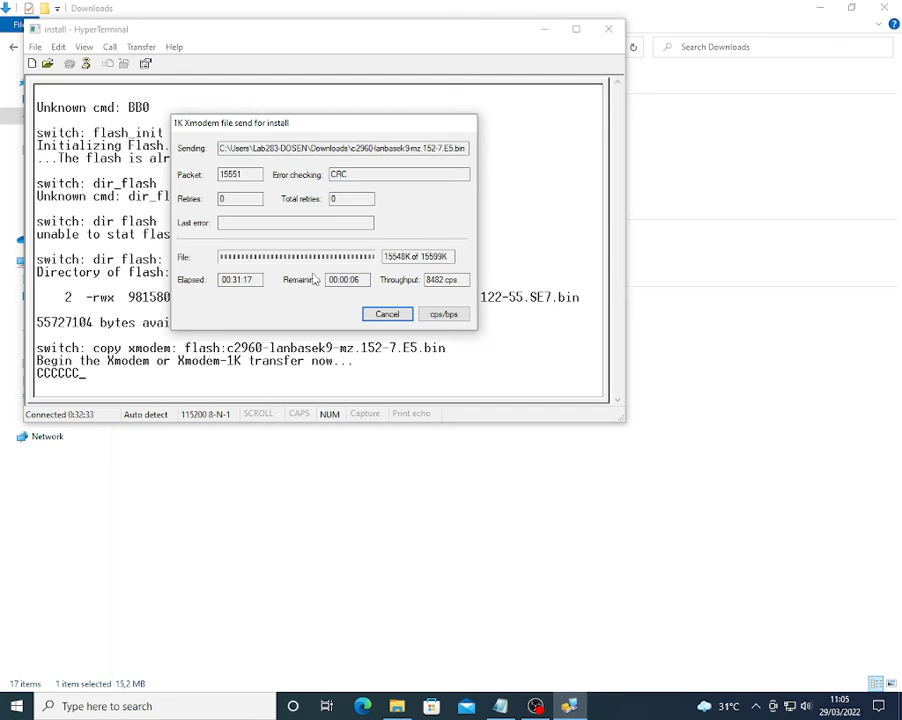 Downloads
Fil
install - HyperTerminal
File Edit View Call Transfer Help
Search Downloads
Unknown cmd: BB0
switch: flash_init
Initializing Flash.
...The flash is alr
switch: dir_flash
Unknown cmd: dir_fl
switch: dir flash
unable to stat flas
switch: dir flash:
Directory of flash:
2 -rwx 981580
122-55.SE7.bin
55727104 bytes avai
switch: copy xmodem: flash:c2960-lanbasek9-mz.152-7.E5.bin
Begin the Xmodem or Xmodem-1K transfer now...
CCCCCC_
1K Xmodem file send for install
Sending: C:\Users\Lab283-DOSEN\Downloads\c2960-lanbasek9-mz.152-7.E5.bin
Packet: 15551 Error checking: CRC
Retries: 0 Total retries: 0
Last error:
File: 15548K of 15599K
Elapsed: 00:31:17 Remaining: 00:00:06 Throughput: 8482 cps
Cancel cps/bps
Connected 0:32:33 Auto detect 115200 8-N-1 SCROLL CAPS NUM Capture Print echo
Network
17 items 1 item selected 15,2 MB
Type here to search
31°C
11:05
29/03/2022